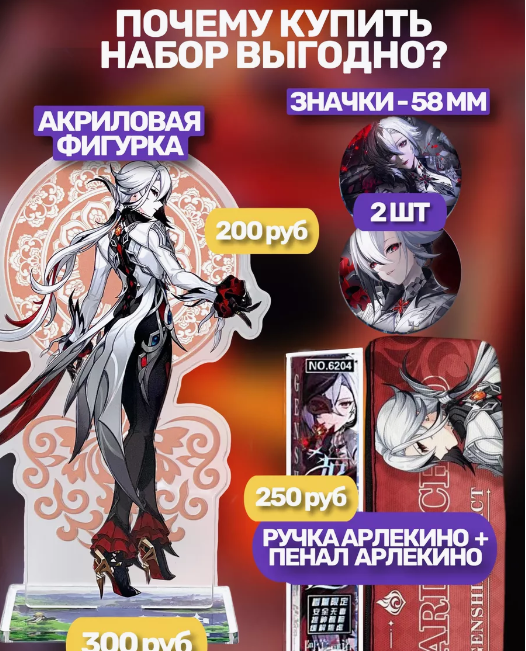 ПОЧЕМУ КУПИТЬ
НАБОР ВЫГОДНО?
ЗНАЧКИ - 58 ММ
АКРИЛОВАЯ
ФИГУРКА
2 ШТ
200 руб
NO.6204
250 руб
РУЧКА АРЛЕКИНО +
ПЕНАЛ АРЛЕКИНО
300 руб